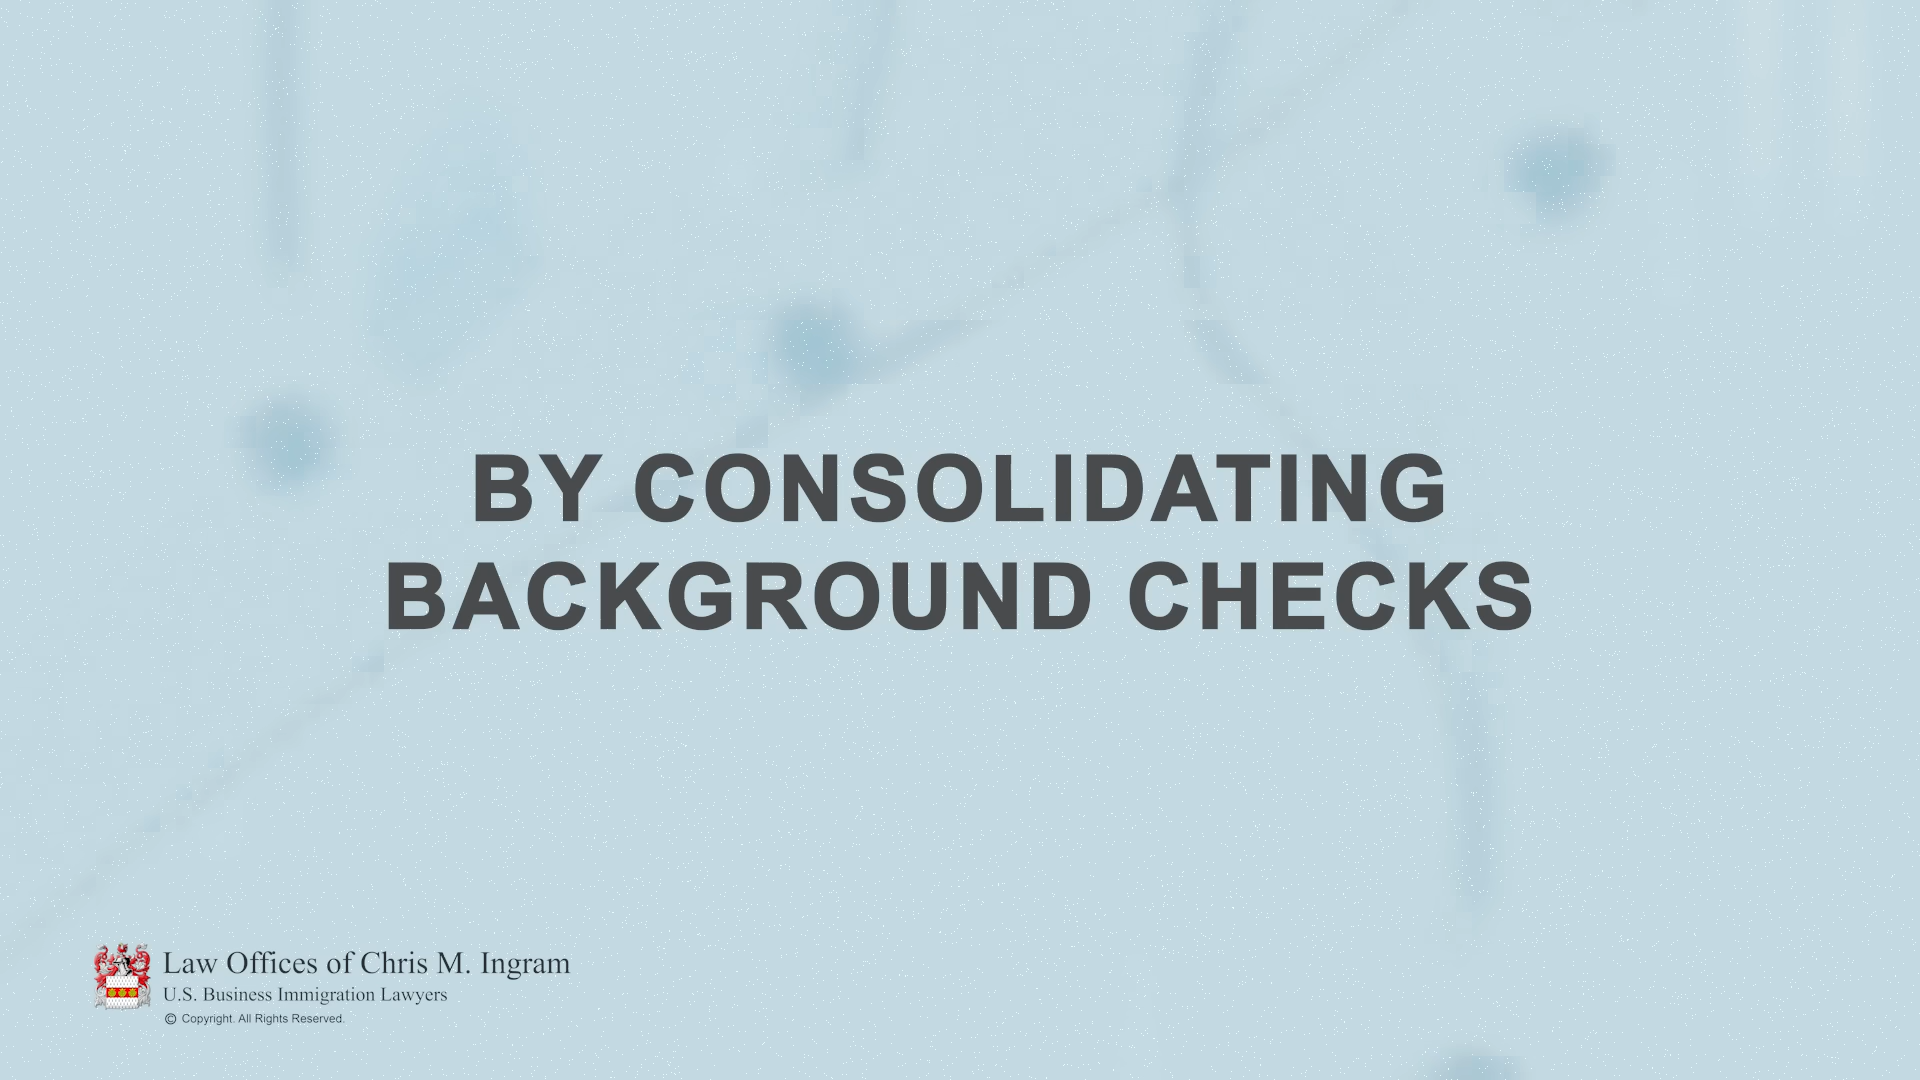 BY CONSOLIDATING
BACKGROUND CHECKS
Law Offices of Chris M. Ingram
U.S. Business Immigration Lawyers
© Copyright. All Rights Reserved.